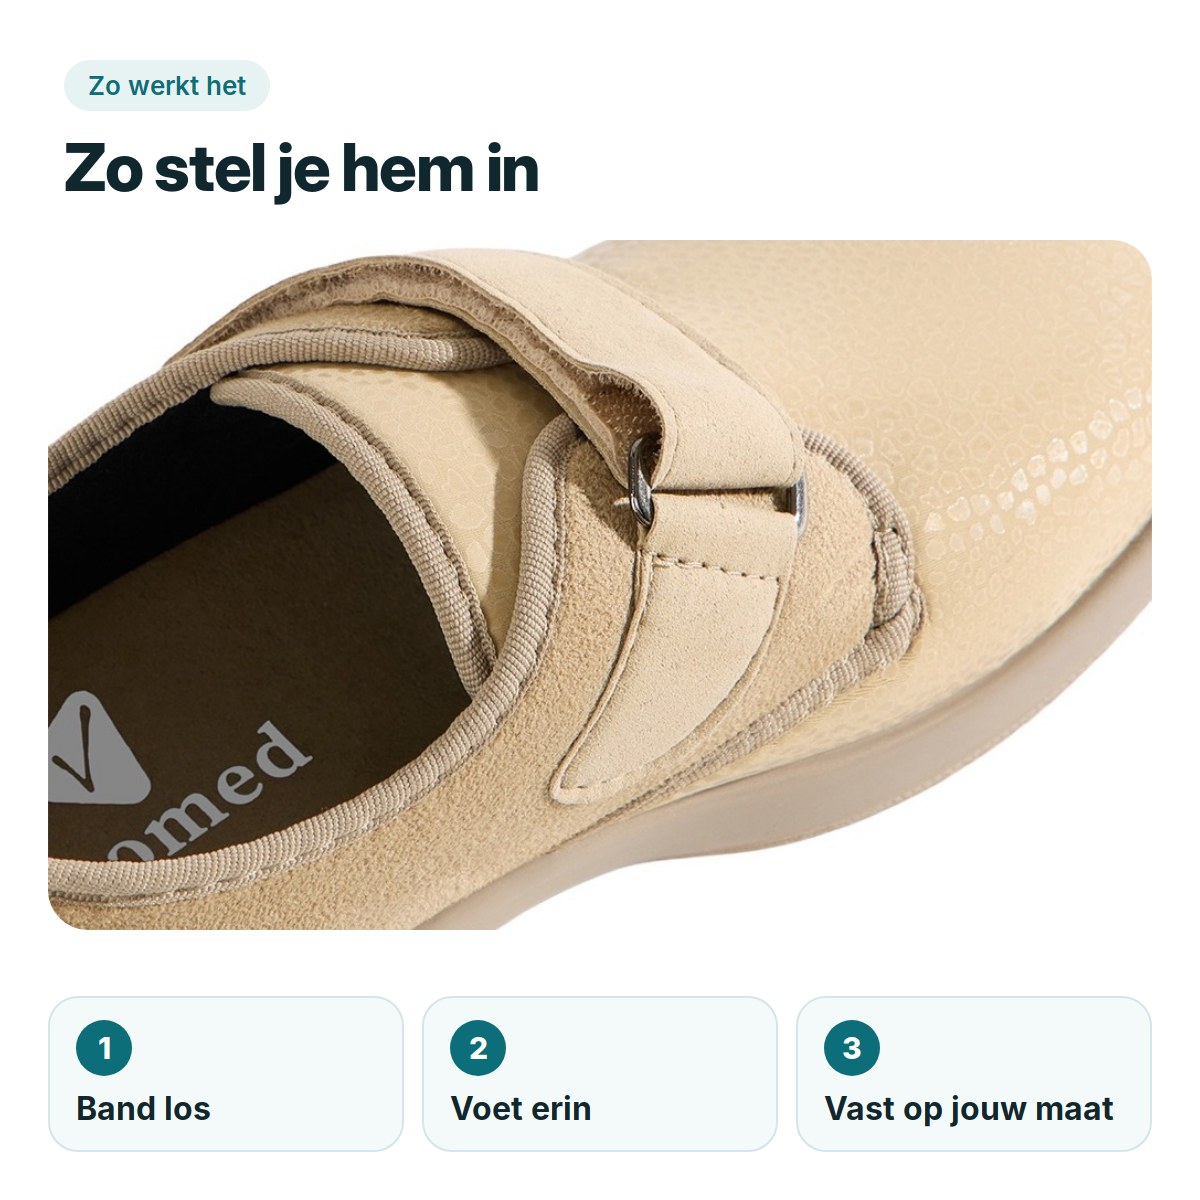 Zo werkt het
Zo stel je hem in
omed
1
Band los
2
Voet erin
3
Vast op jouw maat